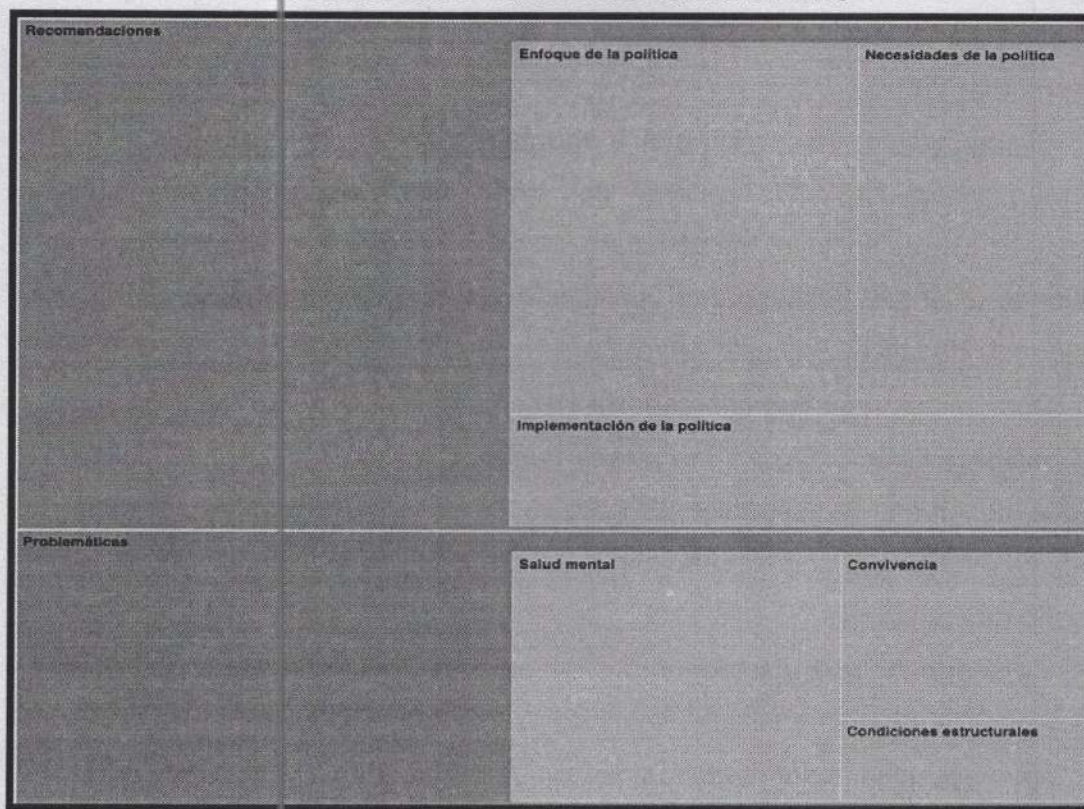 Recomendaciones
Enfoque de la política
Necesidades de la política
Implementación de la política
Problemáticas
Salud mental
Convivencia
Condiciones estructurales